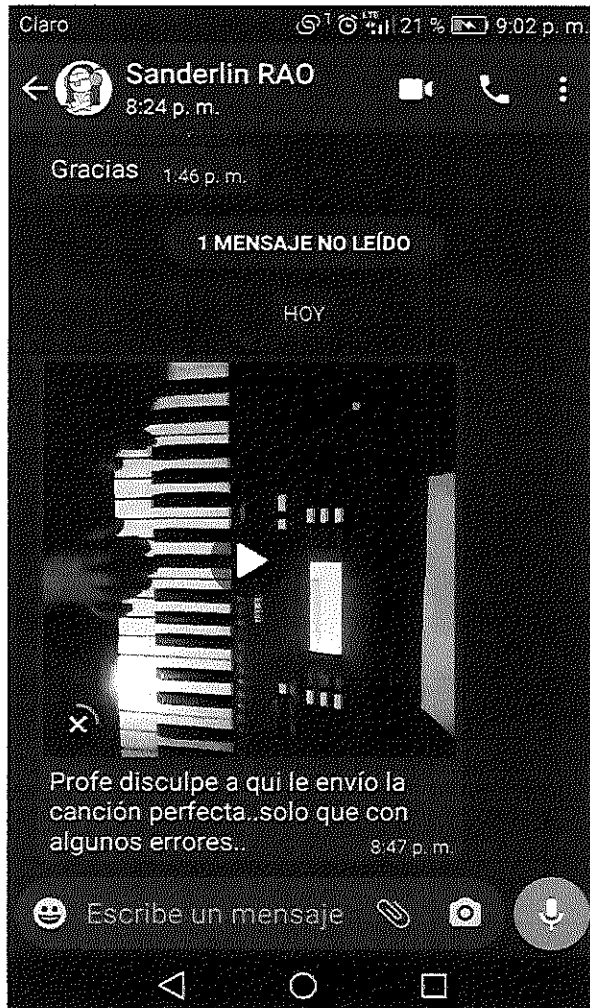 Claro 21 % 9:02 p. m.
Sanderlin RAO
8:24 p. m.
Gracias 1:46 p. m.
1 MENSAJE NO LEÍDO
HOY
Profe disculpe a qui le envío la
canción perfecta..solo que con
algunos errores.. 8:47 p. m.
Escribe un mensaje